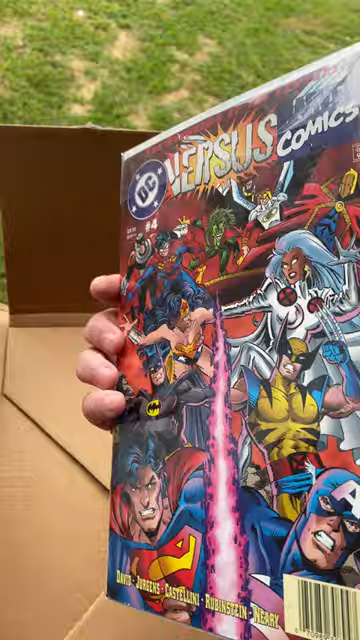 DC VERSUS COMICS
#4
DAVID · JURGENS · CASTELLINI · RUBINSTEIN · NEARY